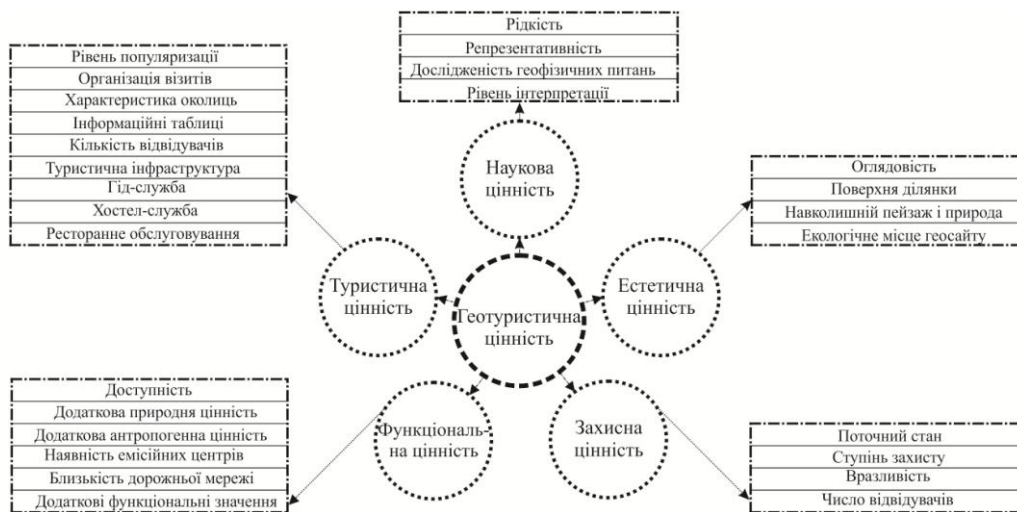 Рідкість
Репрезентативність
Дослідженість геофізичних питань
Рівень інтерпретації
Рівень популяризації
Організація візитів
Характеристика околиць
Інформаційні таблиці
Кількість відвідувачів
Туристична інфраструктура
Гід-служба
Хостел-служба
Ресторанне обслуговування
Наукова
цінність
Оглядовість
Поверхня ділянки
Навколишній пейзаж і природа
Екологічне місце геосайту
Туристична
цінність
Геотуристична
цінність
Естетична
цінність
Доступність
Додаткова природня цінність
Додаткова антропогенна цінність
Наявність емісійних центрів
Близькість дорожньої мережі
Додаткові функціональні значення
Функціональ-
на цінність
Захисна
цінність
Поточний стан
Ступінь захисту
Вразливість
Число відвідувачів